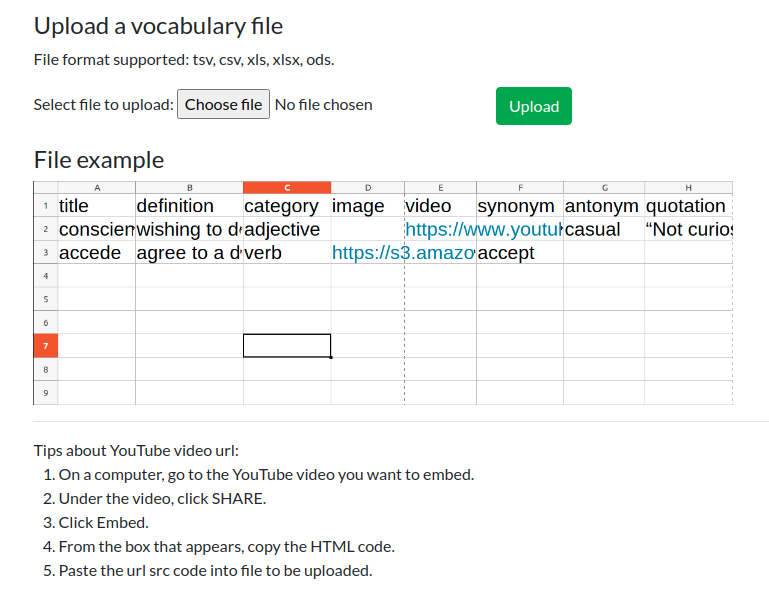 Upload a vocabulary file
File format supported: tsv, csv, xls, xlsx, ods.
Select file to upload: Choose file No file chosen Upload
File example
A B C D E F G H
1 title definition category image video synonym antonym quotation
2 conscien wishing to d adjective https://www.youtu casual “Not curio
3 accede agree to a d verb https://s3.amazo accept
4
5
6
7
8
9
Tips about YouTube video url:
1. On a computer, go to the YouTube video you want to embed.
2. Under the video, click SHARE.
3. Click Embed.
4. From the box that appears, copy the HTML code.
5. Paste the url src code into file to be uploaded.